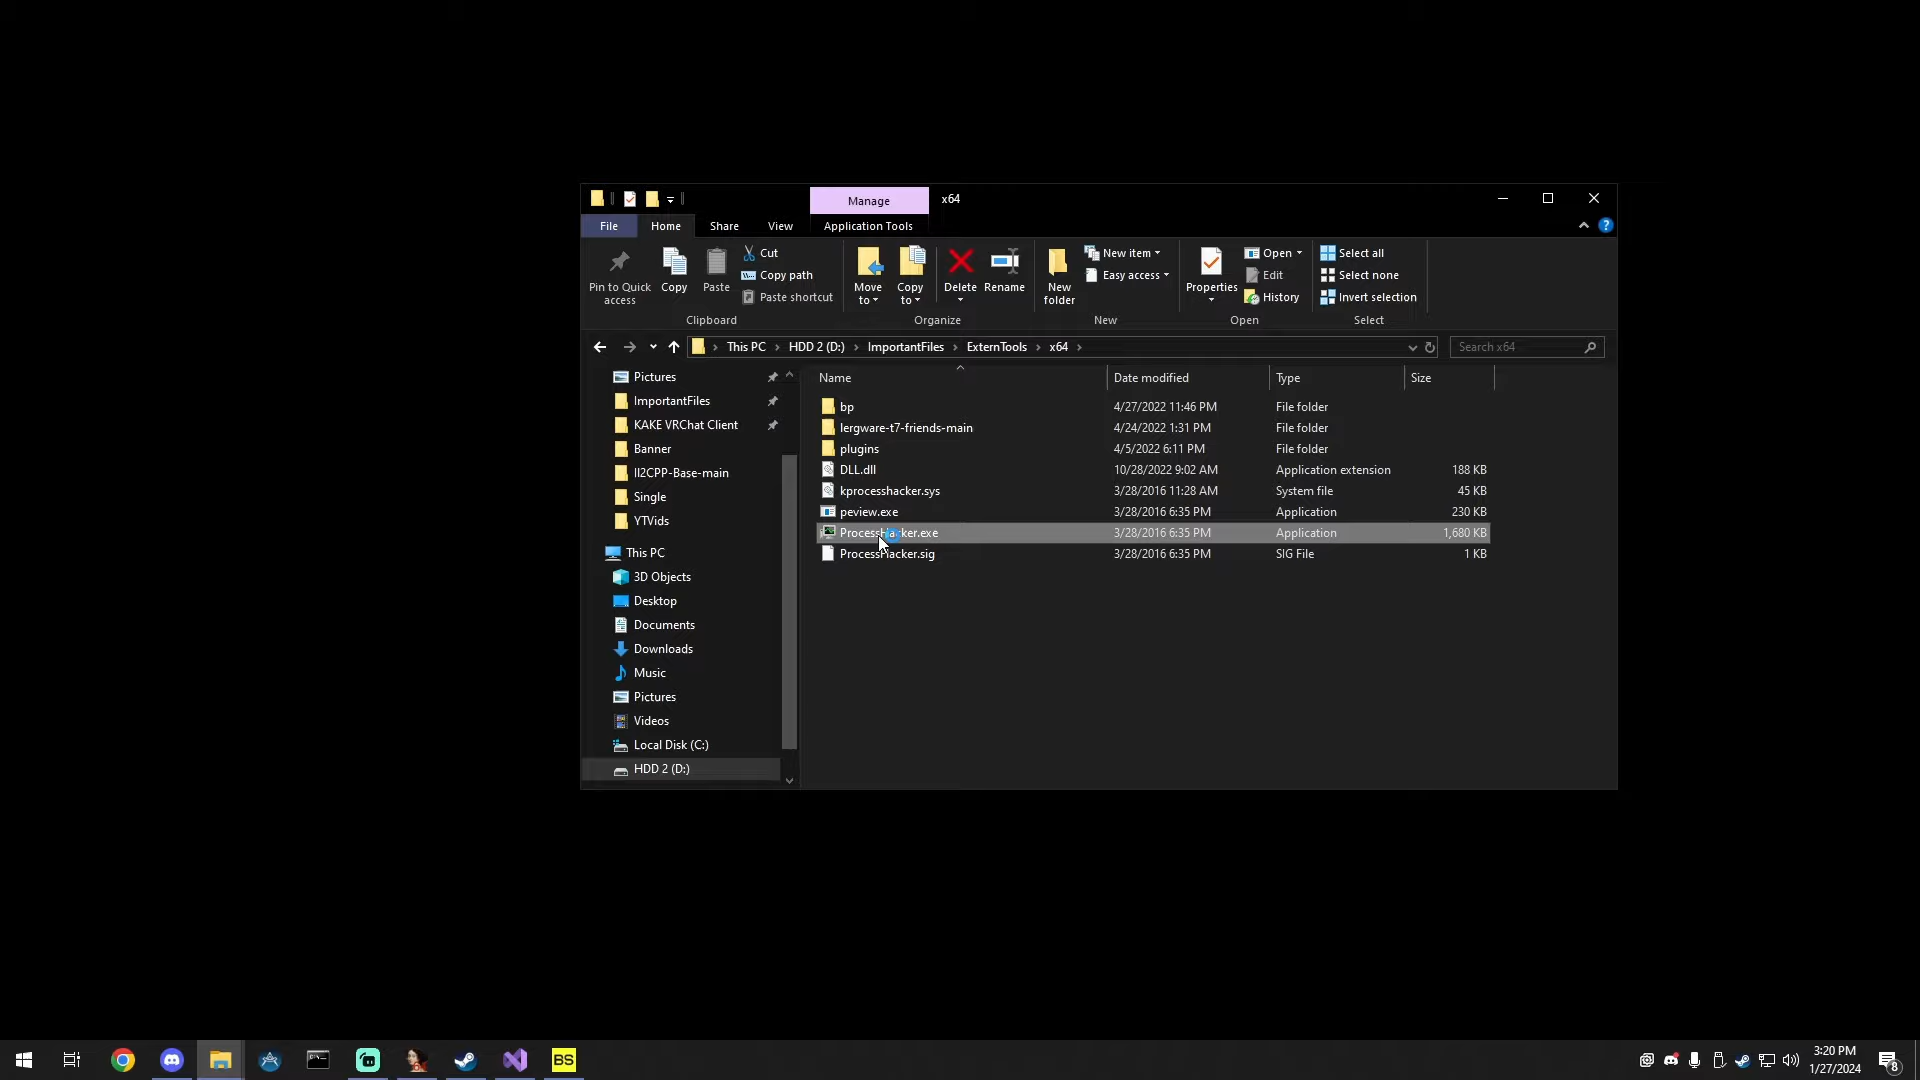 Manage
x64
File
Home
Share
View
Application Tools
?
Pin to Quick access
Copy
Paste
Cut
Copy path
Paste shortcut
Clipboard
Move to
Copy to
Delete
Rename
Organize
New folder
New item
Easy access
New
Properties
Open
Edit
History
Open
Select all
Select none
Invert selection
Select
This PC
HDD 2 (D:)
ImportantFiles
ExternTools
x64
Search x64
Pictures
ImportantFiles
KAKE VRChat Client
Banner
Il2CPP-Base-main
Single
YTVids
This PC
3D Objects
Desktop
Documents
Downloads
Music
Pictures
Videos
Local Disk (C:)
HDD 2 (D:)
Name Date modified Type Size
bp 4/27/2022 11:46 PM File folder
lergware-t7-friends-main 4/24/2022 1:31 PM File folder
plugins 4/5/2022 6:11 PM File folder
DLL.dll 10/28/2022 9:02 AM Application extension 188 KB
kprocesshacker.sys 3/28/2016 11:28 AM System file 45 KB
peview.exe 3/28/2016 6:35 PM Application 230 KB
ProcessHacker.exe 3/28/2016 6:35 PM Application 1,680 KB
ProcessHacker.sig 3/28/2016 6:35 PM SIG File 1 KB
BS
3:20 PM
1/27/2024
8